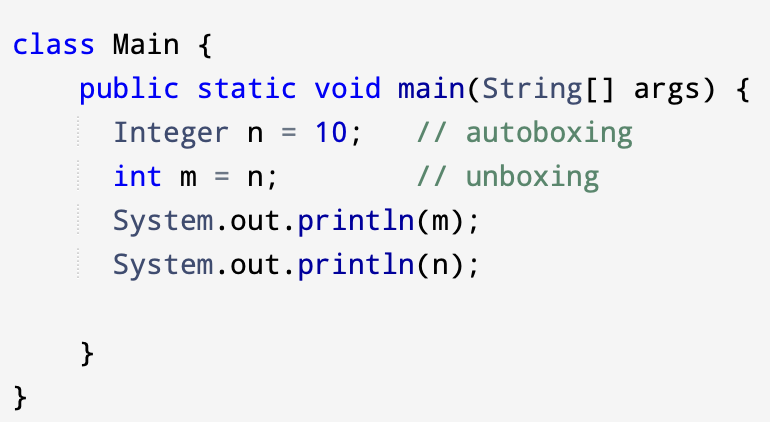 class Main {
    public static void main(String[] args) {
      Integer n = 10;   // autoboxing
      int m = n;        // unboxing
      System.out.println(m);
      System.out.println(n);

    }
}